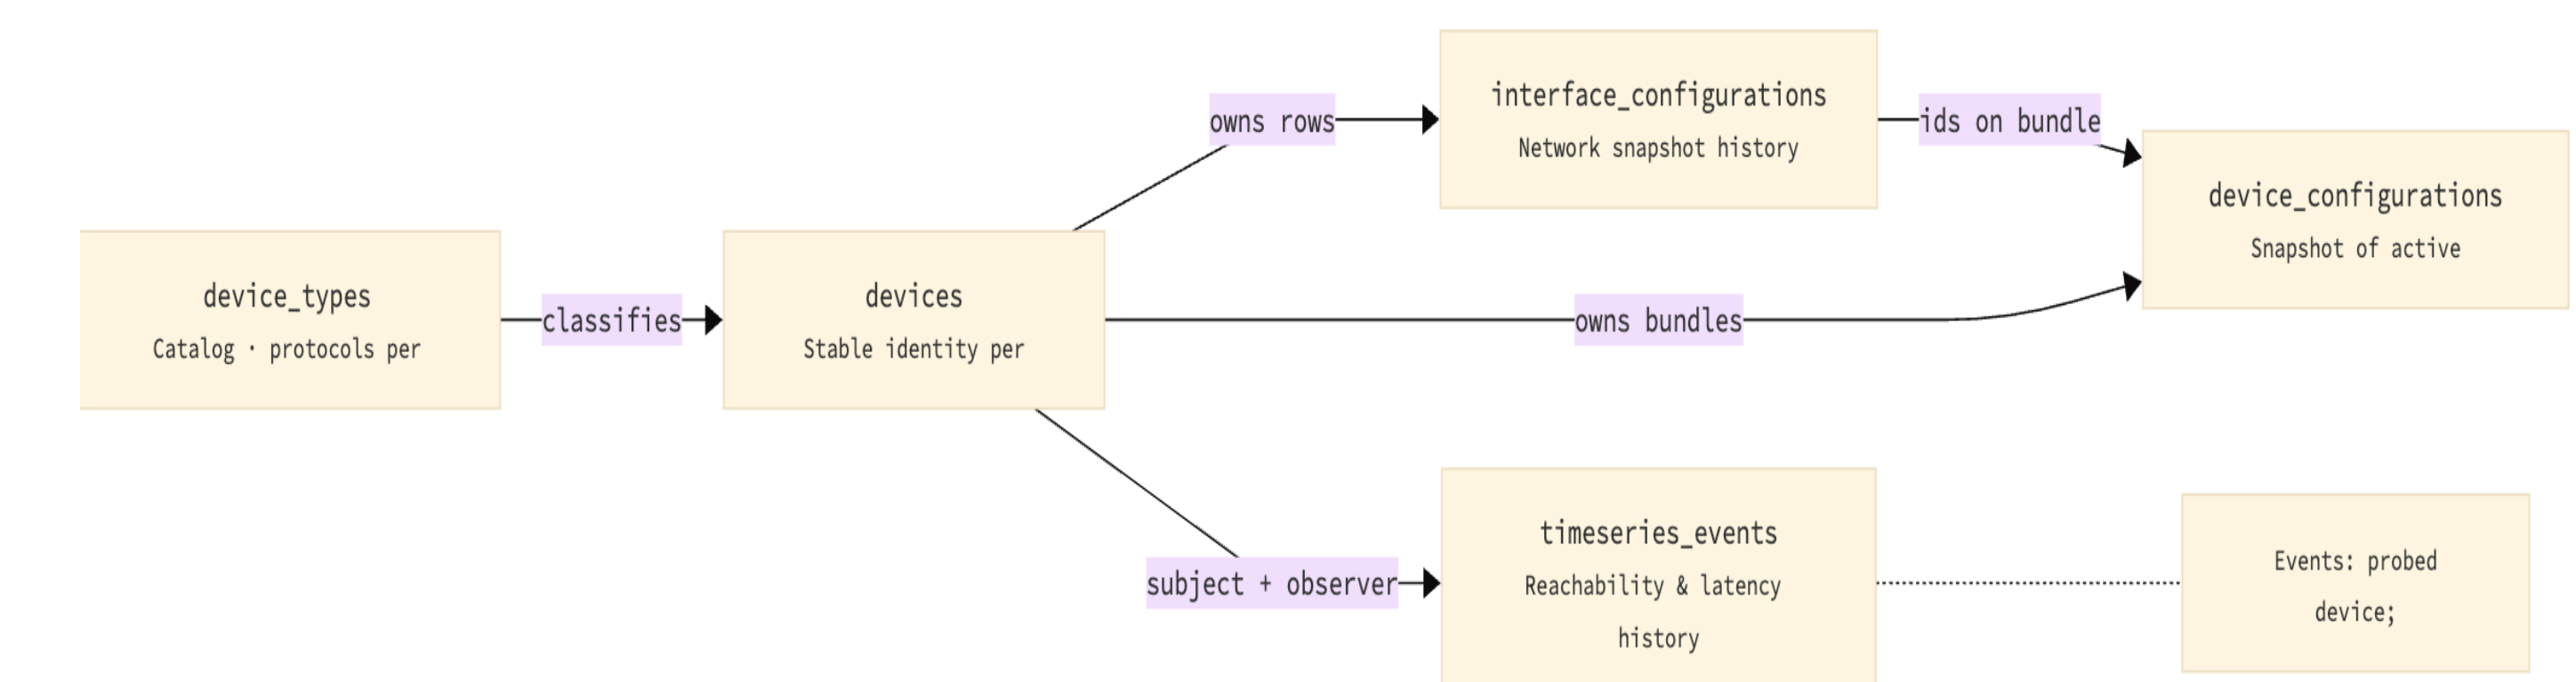 interface_configurations
Network snapshot history
owns rows
ids on bundle
device_configurations
Snapshot of active
device_types
Catalog · protocols per
classifies
devices
Stable identity per
owns bundles
timeseries_events
Reachability & latency
history
subject + observer
Events: probed
device;